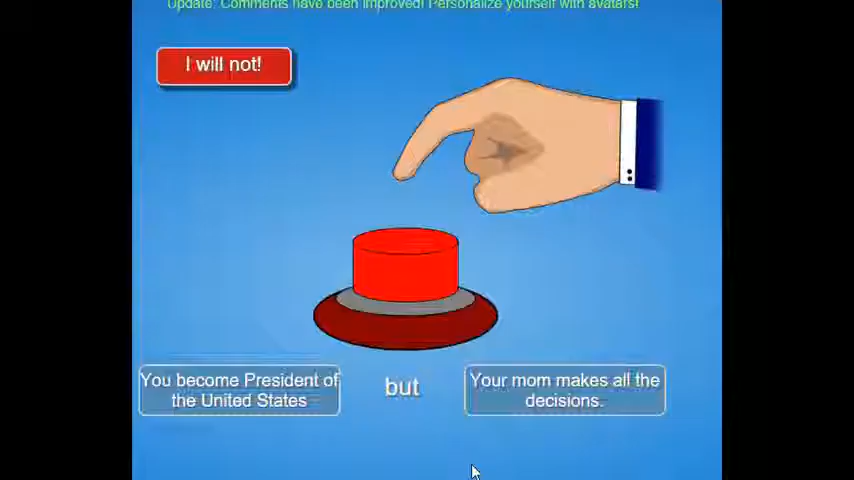 Update: Comments have been improved! Personalize yourself with avatars!
I will not!
You become President of
the United States
but
Your mom makes all the
decisions.